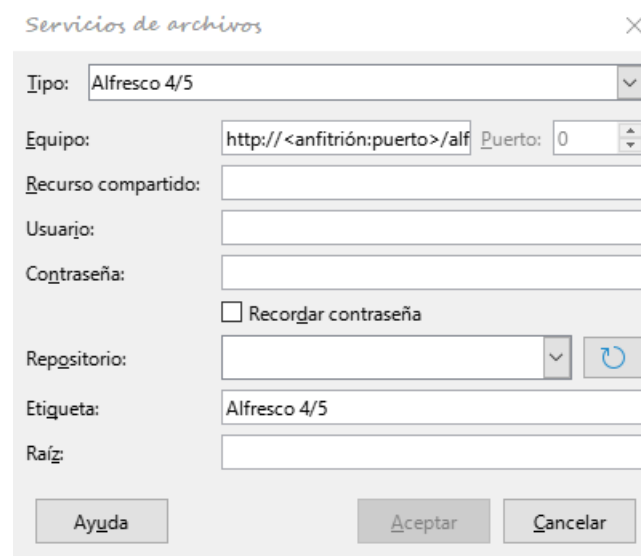 Servicios de archivos
Tipo: Alfresco 4/5
Equipo: http://<anfitrión:puerto>/alf Puerto: 0
Recurso compartido:
Usuario:
Contraseña:
Recordar contraseña
Repositorio:
Etiqueta: Alfresco 4/5
Raíz:
Ayuda Aceptar Cancelar